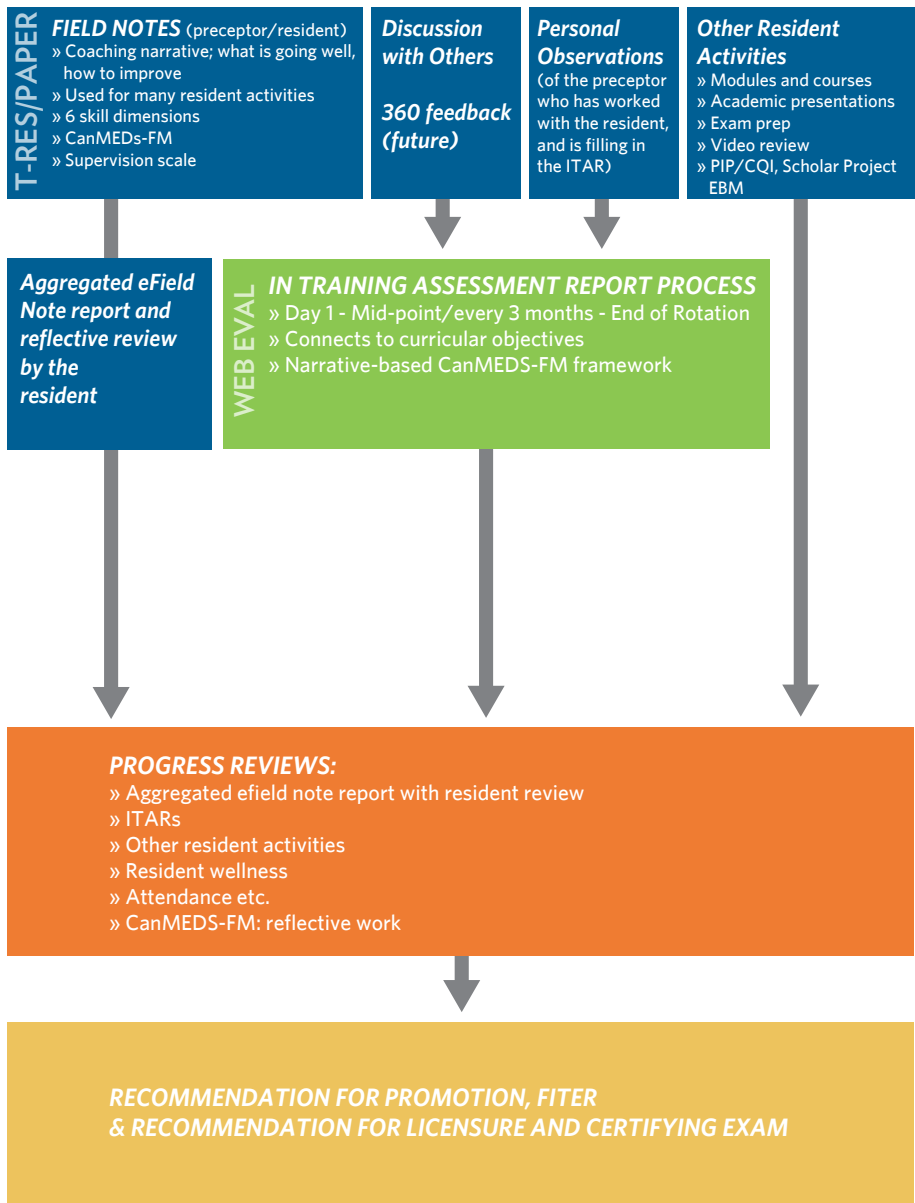 T-RES/PAPER
FIELD NOTES (preceptor/resident)
» Coaching narrative; what is going well,
how to improve
» Used for many resident activities
» 6 skill dimensions
» CanMEDs-FM
» Supervision scale
Discussion
with Others
360 feedback
(future)
Personal
Observations
(of the preceptor
who has worked
with the resident,
and is filling in
the ITAR)
Other Resident
Activities
» Modules and courses
» Academic presentations
» Exam prep
» Video review
» PIP/CQI, Scholar Project
EBM
Aggregated eField
Note report and
reflective review
by the
resident
WEB EVAL
IN TRAINING ASSESSMENT REPORT PROCESS
» Day 1 - Mid-point/every 3 months - End of Rotation
» Connects to curricular objectives
» Narrative-based CanMEDS-FM framework
PROGRESS REVIEWS:
» Aggregated efield note report with resident review
» ITARs
» Other resident activities
» Resident wellness
» Attendance etc.
» CanMEDS-FM: reflective work
RECOMMENDATION FOR PROMOTION, FITER
& RECOMMENDATION FOR LICENSURE AND CERTIFYING EXAM